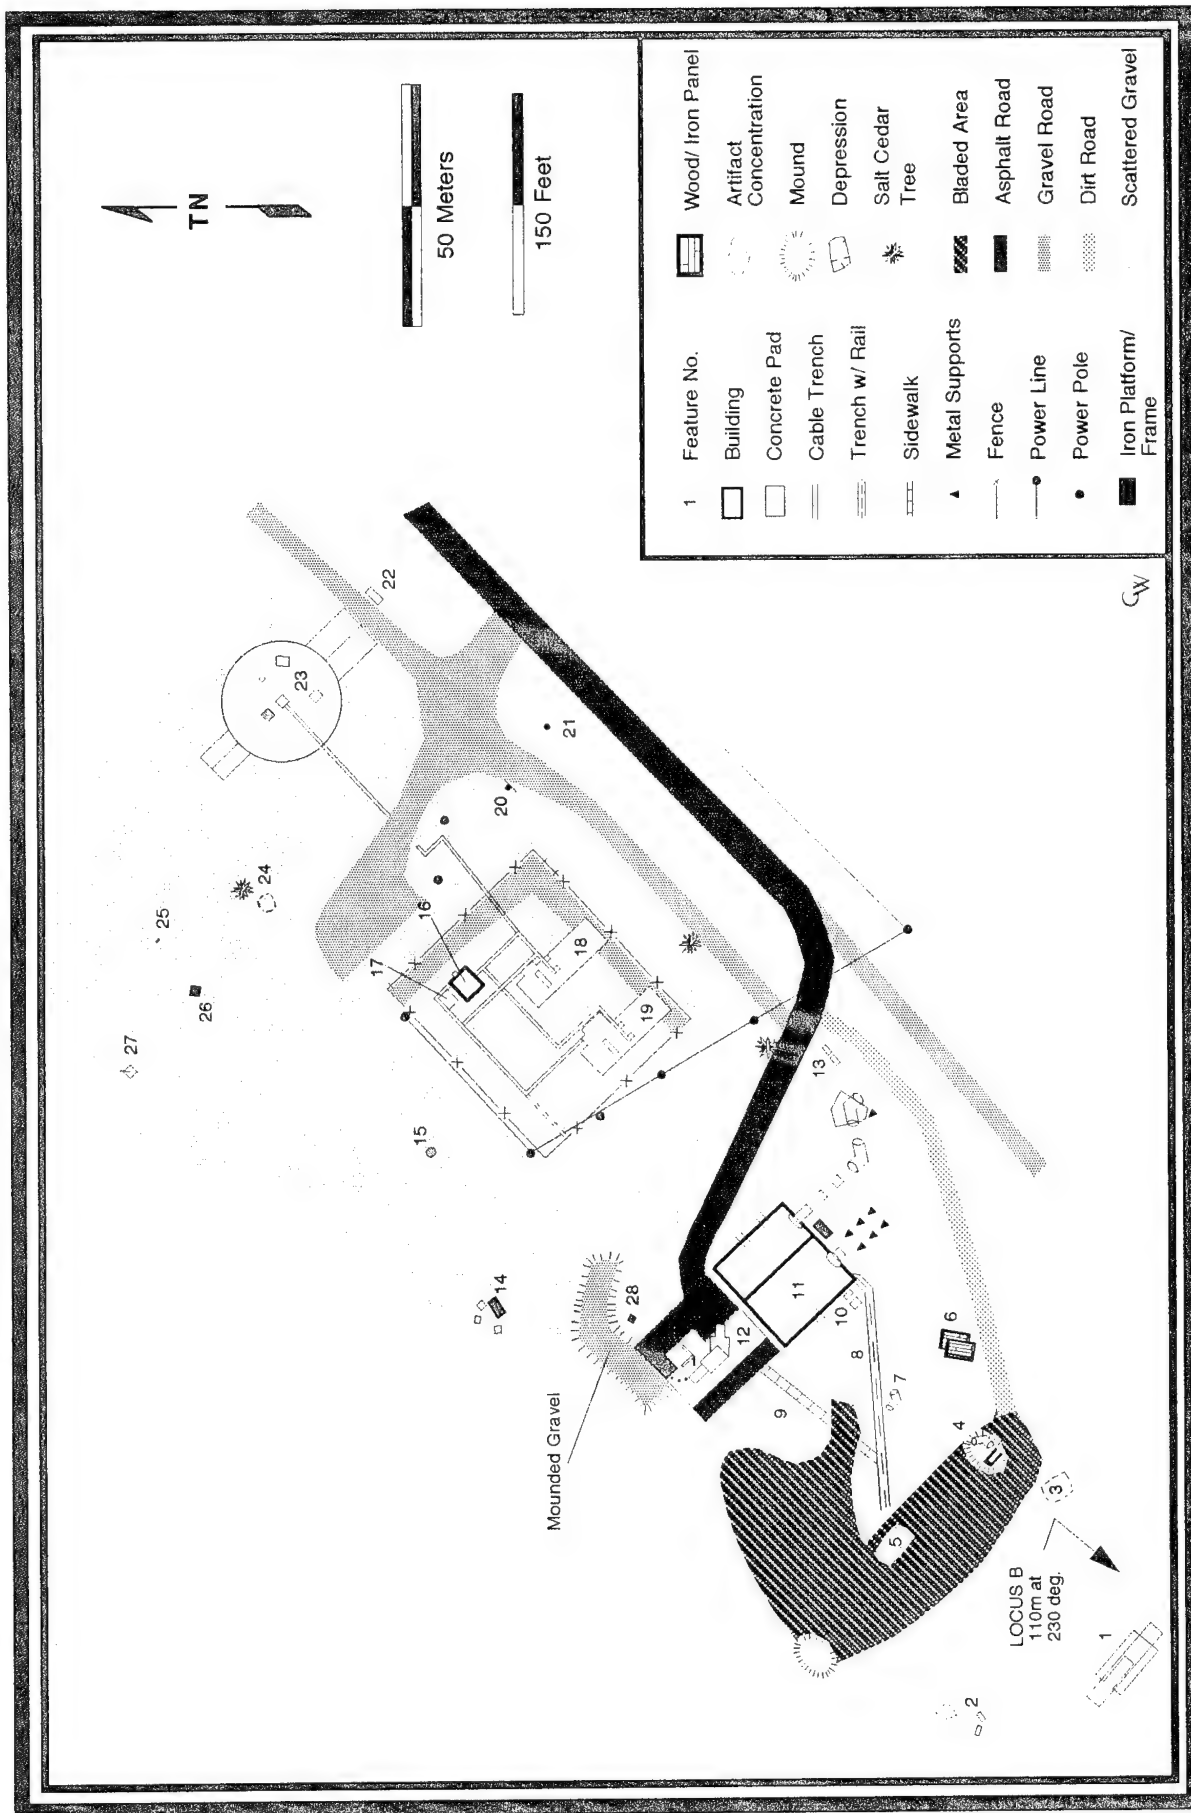 TN
50 Meters
150 Feet
22
23
21
20
24
25
26
27
16
17
18
19
15
13
14
28
Mounded Gravel
12
11
10
9
8
7
6
5
4
3
LOCUS B
110m at
230 deg.
2
1
1
Feature No.
Building
Concrete Pad
Cable Trench
Trench w/ Rail
Sidewalk
Metal Supports
Fence
Power Line
Power Pole
Iron Platform/
Frame
Wood/ Iron Panel
Artifact
Concentration
Mound
Depression
Salt Cedar
Tree
Bladed Area
Asphalt Road
Gravel Road
Dirt Road
Scattered Gravel
GW